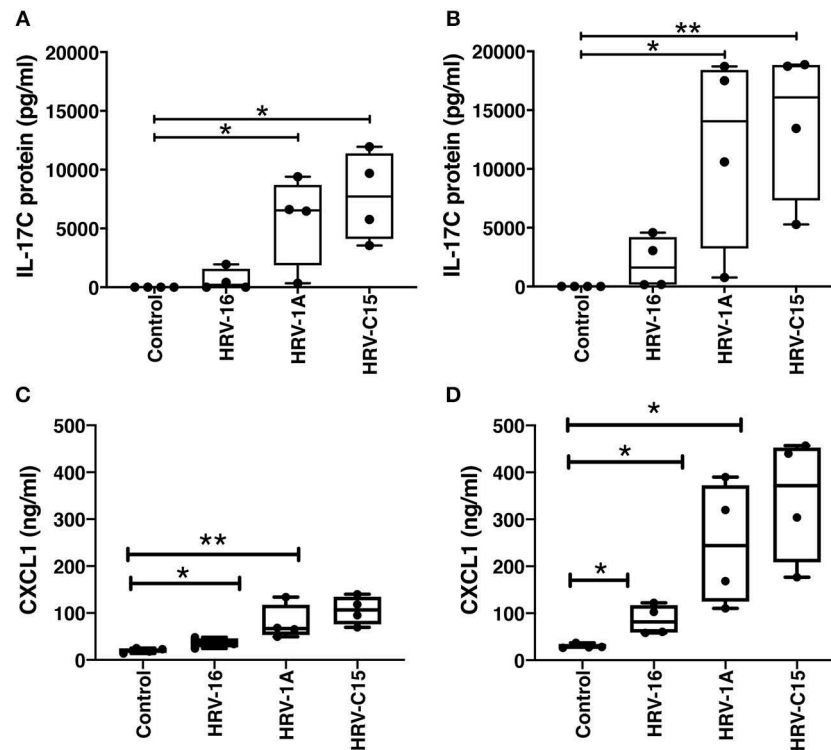 A
IL-17C protein (pg/ml)
20000
15000
10000
5000
0
*
*
Control
HRV-16
HRV-1A
HRV-C15
B
IL-17C protein (pg/ml)
20000
15000
10000
5000
0
**
*
Control
HRV-16
HRV-1A
HRV-C15
C
CXCL1 (ng/ml)
500
400
300
200
100
0
**
*
Control
HRV-16
HRV-1A
HRV-C15
D
CXCL1 (ng/ml)
500
400
300
200
100
0
*
*
*
Control
HRV-16
HRV-1A
HRV-C15